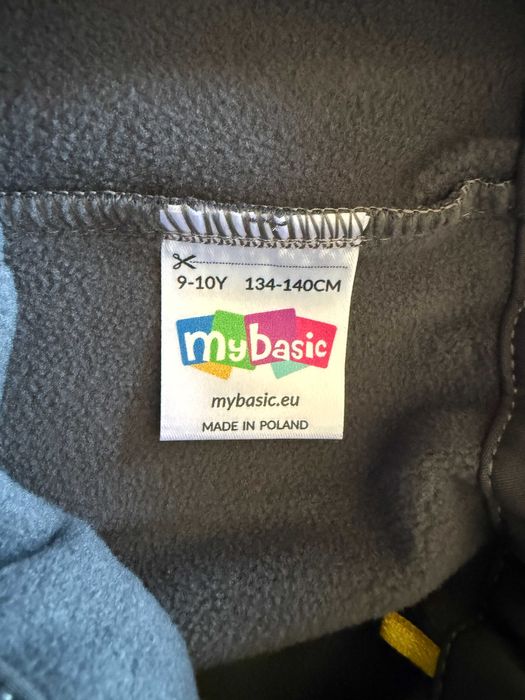 9-10Y 134-140CM
mybasic
mybasic.eu
MADE IN POLAND